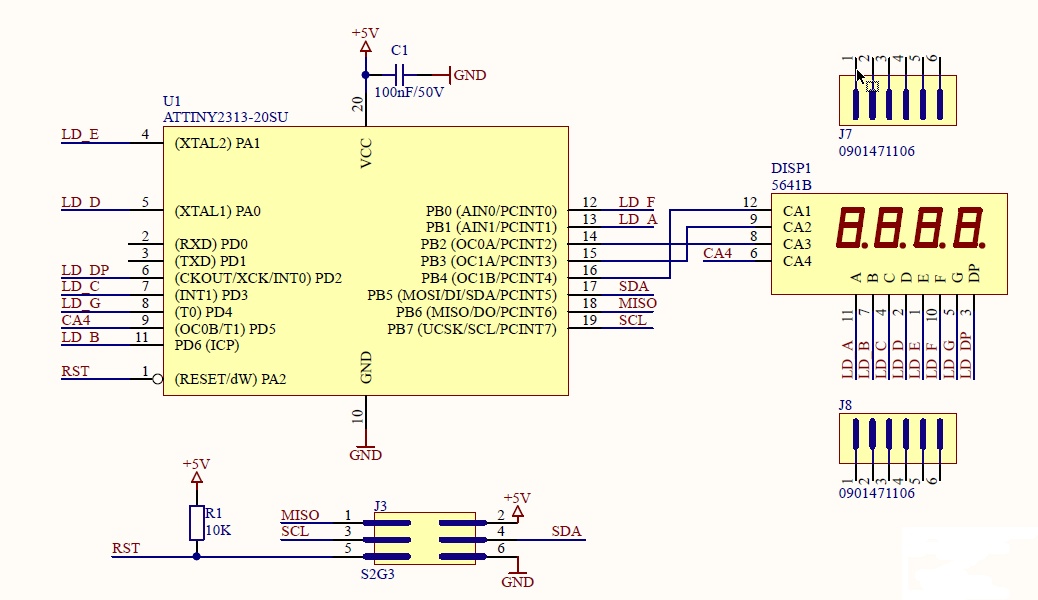 +5V
C1
GND
100nF/50V
20
U1
ATTINY2313-20SU
VCC
LD_E 4 (XTAL2) PA1
LD_D 5 (XTAL1) PA0
2 (RXD) PD0
3 (TXD) PD1
LD_DP 6 (CKOUT/XCK/INT0) PD2
LD_C 7 (INT1) PD3
LD_G 8 (T0) PD4
CA4 9 (OC0B/T1) PD5
LD_B 11 PD6 (ICP)
RST 1 (RESET/dW) PA2
PB0 (AIN0/PCINT0) 12 LD_F
PB1 (AIN1/PCINT1) 13 LD_A
PB2 (OC0A/PCINT2) 14
PB3 (OC1A/PCINT3) 15
PB4 (OC1B/PCINT4) 16
PB5 (MOSI/DI/SDA/PCINT5) 17 SDA
PB6 (MISO/DO/PCINT6) 18 MISO
PB7 (UCSK/SCL/PCINT7) 19 SCL
GND
10
GND
1 2 3 4 5 6
J7
0901471106
DISP1
5641B
12 CA1
9 CA2
8 CA3
CA4 6 CA4
8.8.8.8.
A B C D E F G DP
11 7 4 2 1 10 5 3
LD_A LD_B LD_C LD_D LD_E LD_F LD_G LD_DP
J8
1 2 3 4 5 6
0901471106
+5V
R1
10K
RST
J3
+5V
MISO 1 2
SCL 3 4 SDA
5 6
S2G3
GND